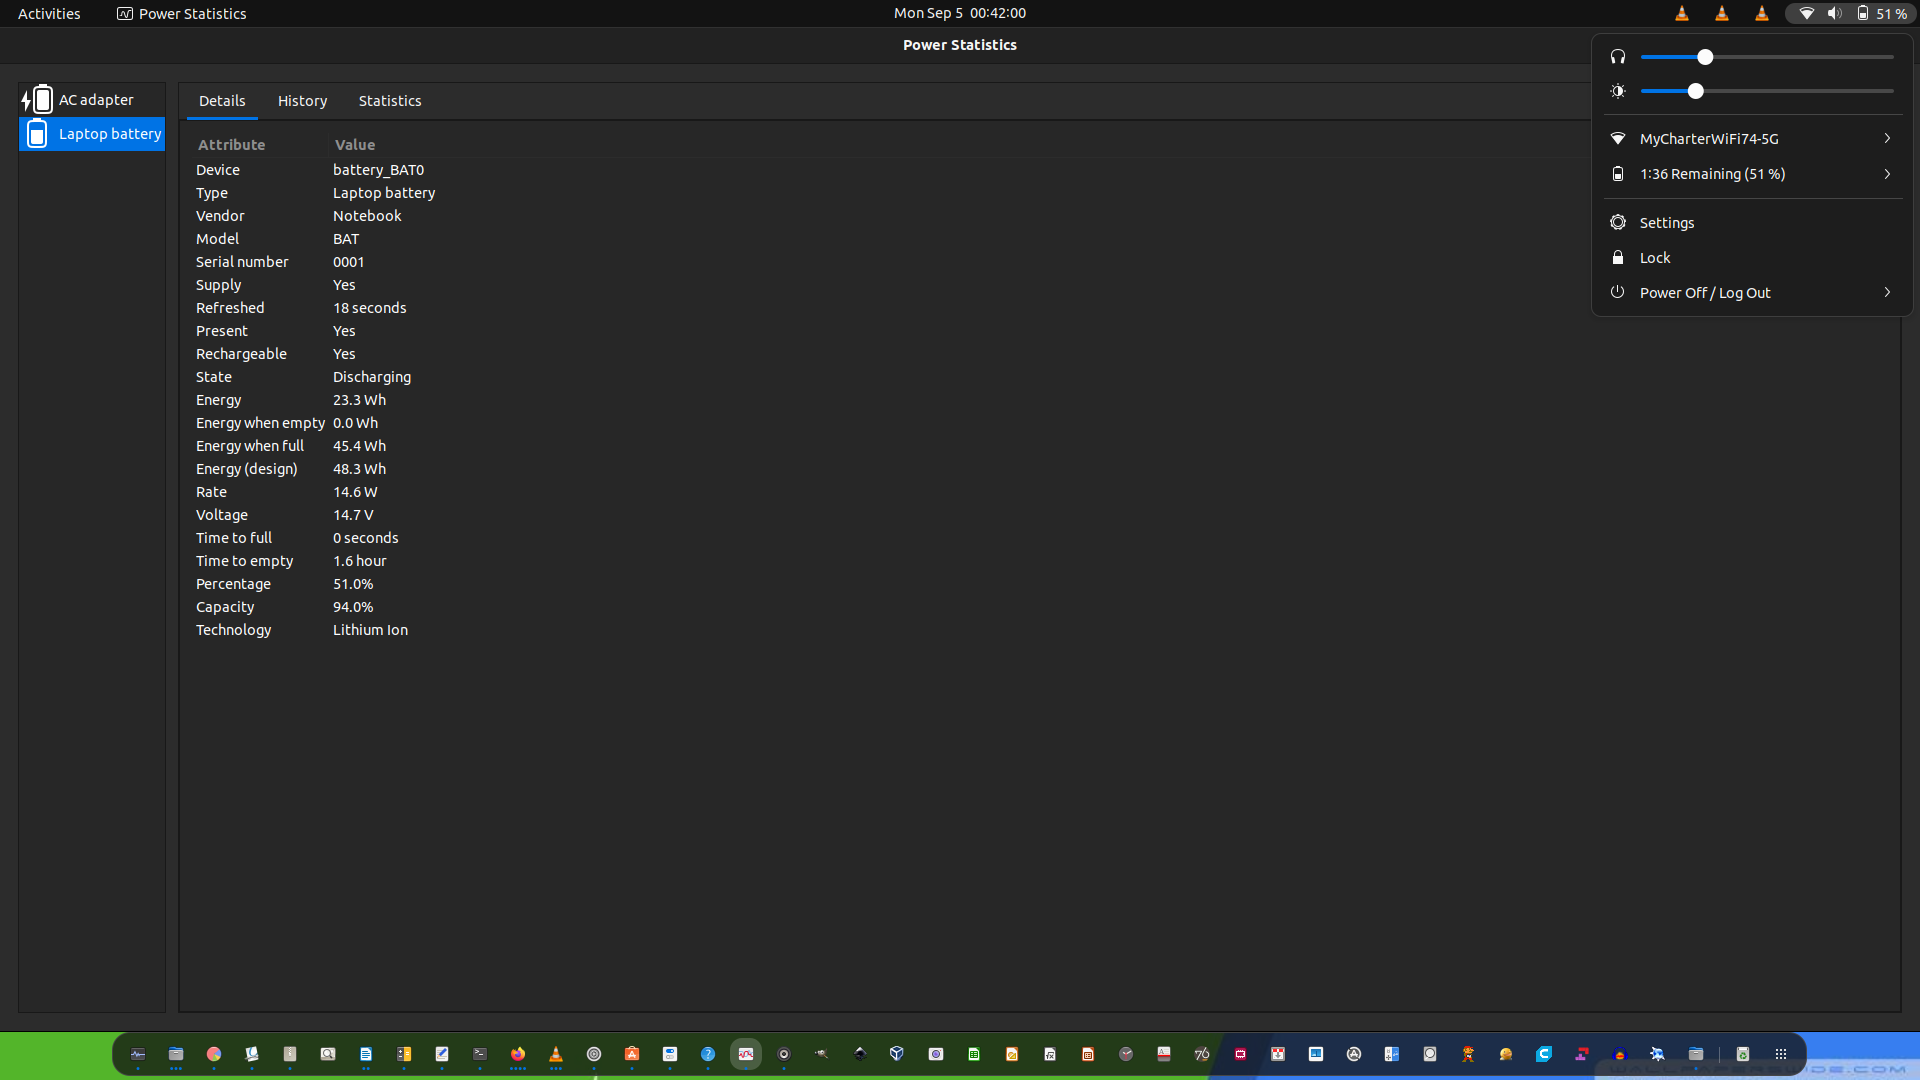 Activities
Power Statistics
Mon Sep 5 00:42:00
51 %
Power Statistics
AC adapter
Laptop battery
Details
History
Statistics
Attribute Value
Device battery_BAT0
Type Laptop battery
Vendor Notebook
Model BAT
Serial number 0001
Supply Yes
Refreshed 18 seconds
Present Yes
Rechargeable Yes
State Discharging
Energy 23.3 Wh
Energy when empty 0.0 Wh
Energy when full 45.4 Wh
Energy (design) 48.3 Wh
Rate 14.6 W
Voltage 14.7 V
Time to full 0 seconds
Time to empty 1.6 hour
Percentage 51.0%
Capacity 94.0%
Technology Lithium Ion
MyCharterWiFi74-5G
1:36 Remaining (51 %)
Settings
Lock
Power Off / Log Out
76
WALLPAPERSWIDE.COM